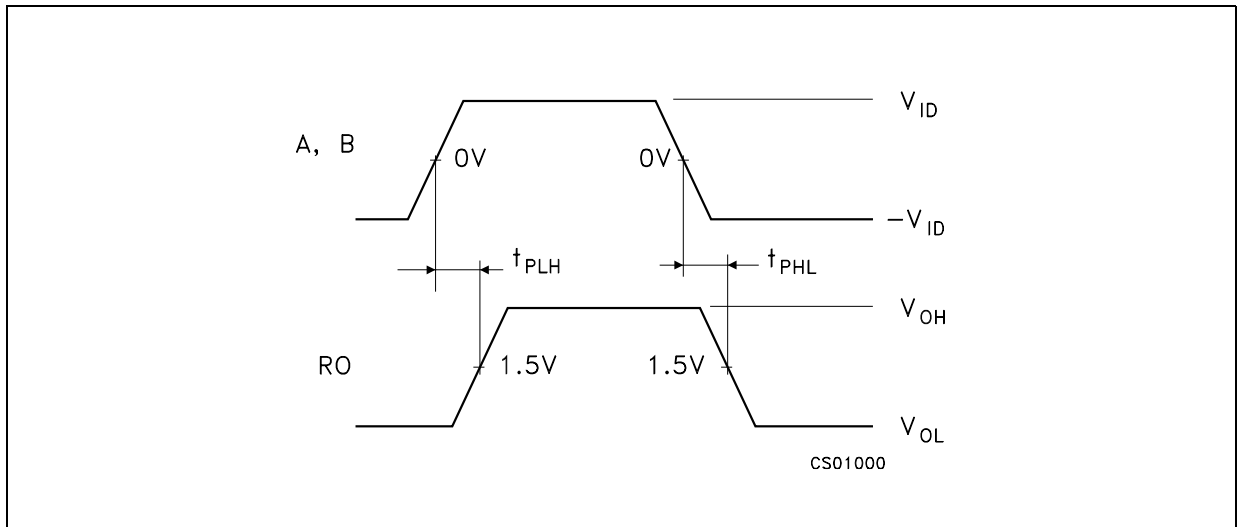 V_ID
A, B
0V 0V
-V_ID
t_PLH t_PHL
V_OH
RO 1.5V 1.5V
V_OL
CS01000